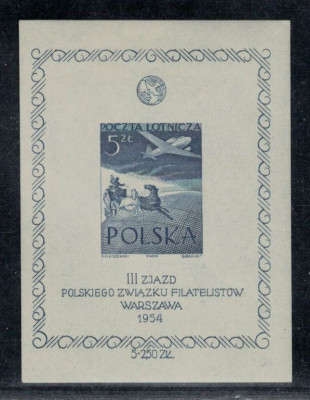 POCZTA LOTNICZA
5 ZŁ
POLSKA
III ZJAZD
POLSKIEGO ZWIĄZKU FILATELISTÓW
WARSZAWA
1954
5+2,50 ZŁ.